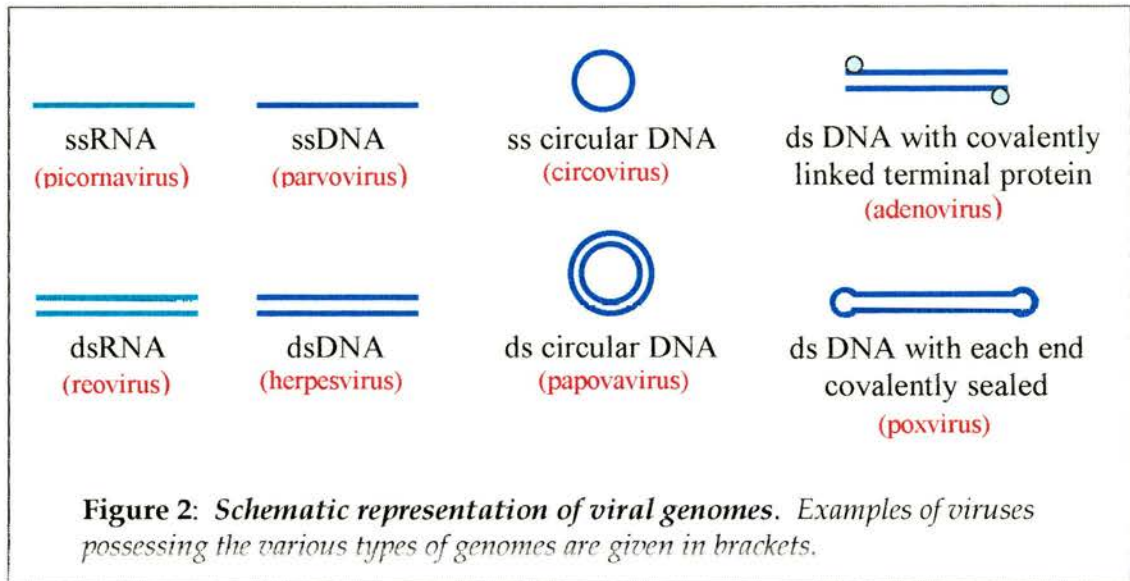 ssRNA
(picornavirus)
ssDNA
(parvovirus)
ss circular DNA
(circovirus)
ds DNA with covalently
linked terminal protein
(adenovirus)
dsRNA
(reovirus)
dsDNA
(herpesvirus)
ds circular DNA
(papovavirus)
ds DNA with each end
covalently sealed
(poxvirus)
Figure 2: Schematic representation of viral genomes. Examples of viruses
possessing the various types of genomes are given in brackets.